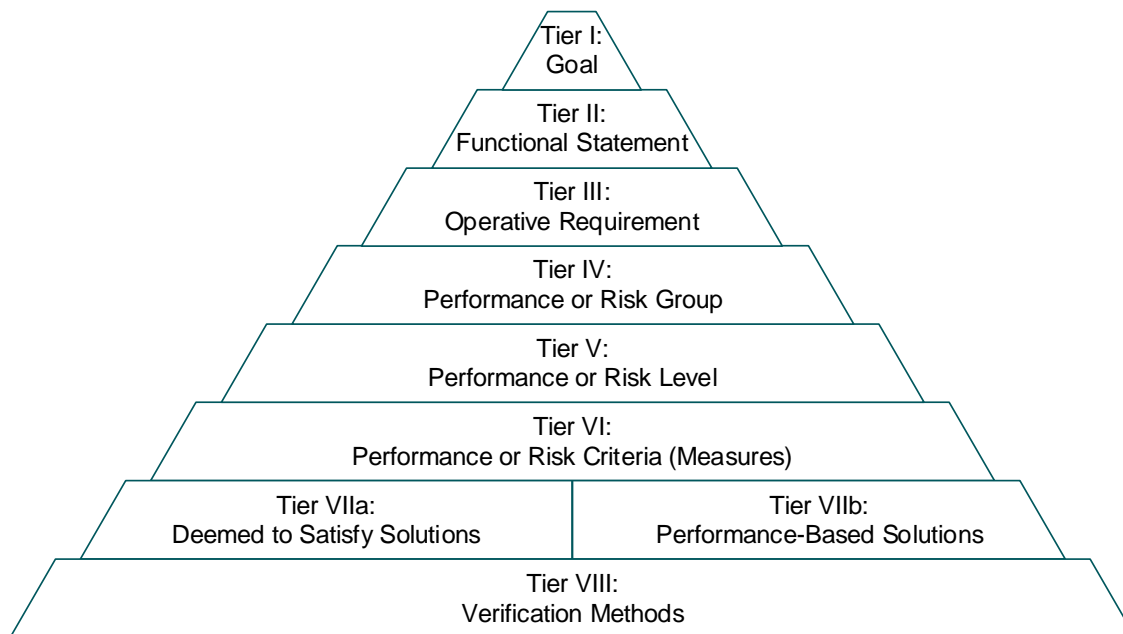 Tier I:
Goal
Tier II:
Functional Statement
Tier III:
Operative Requirement
Tier IV:
Performance or Risk Group
Tier V:
Performance or Risk Level
Tier VI:
Performance or Risk Criteria (Measures)
Tier VIIa:
Deemed to Satisfy Solutions
Tier VIIb:
Performance-Based Solutions
Tier VIII:
Verification Methods